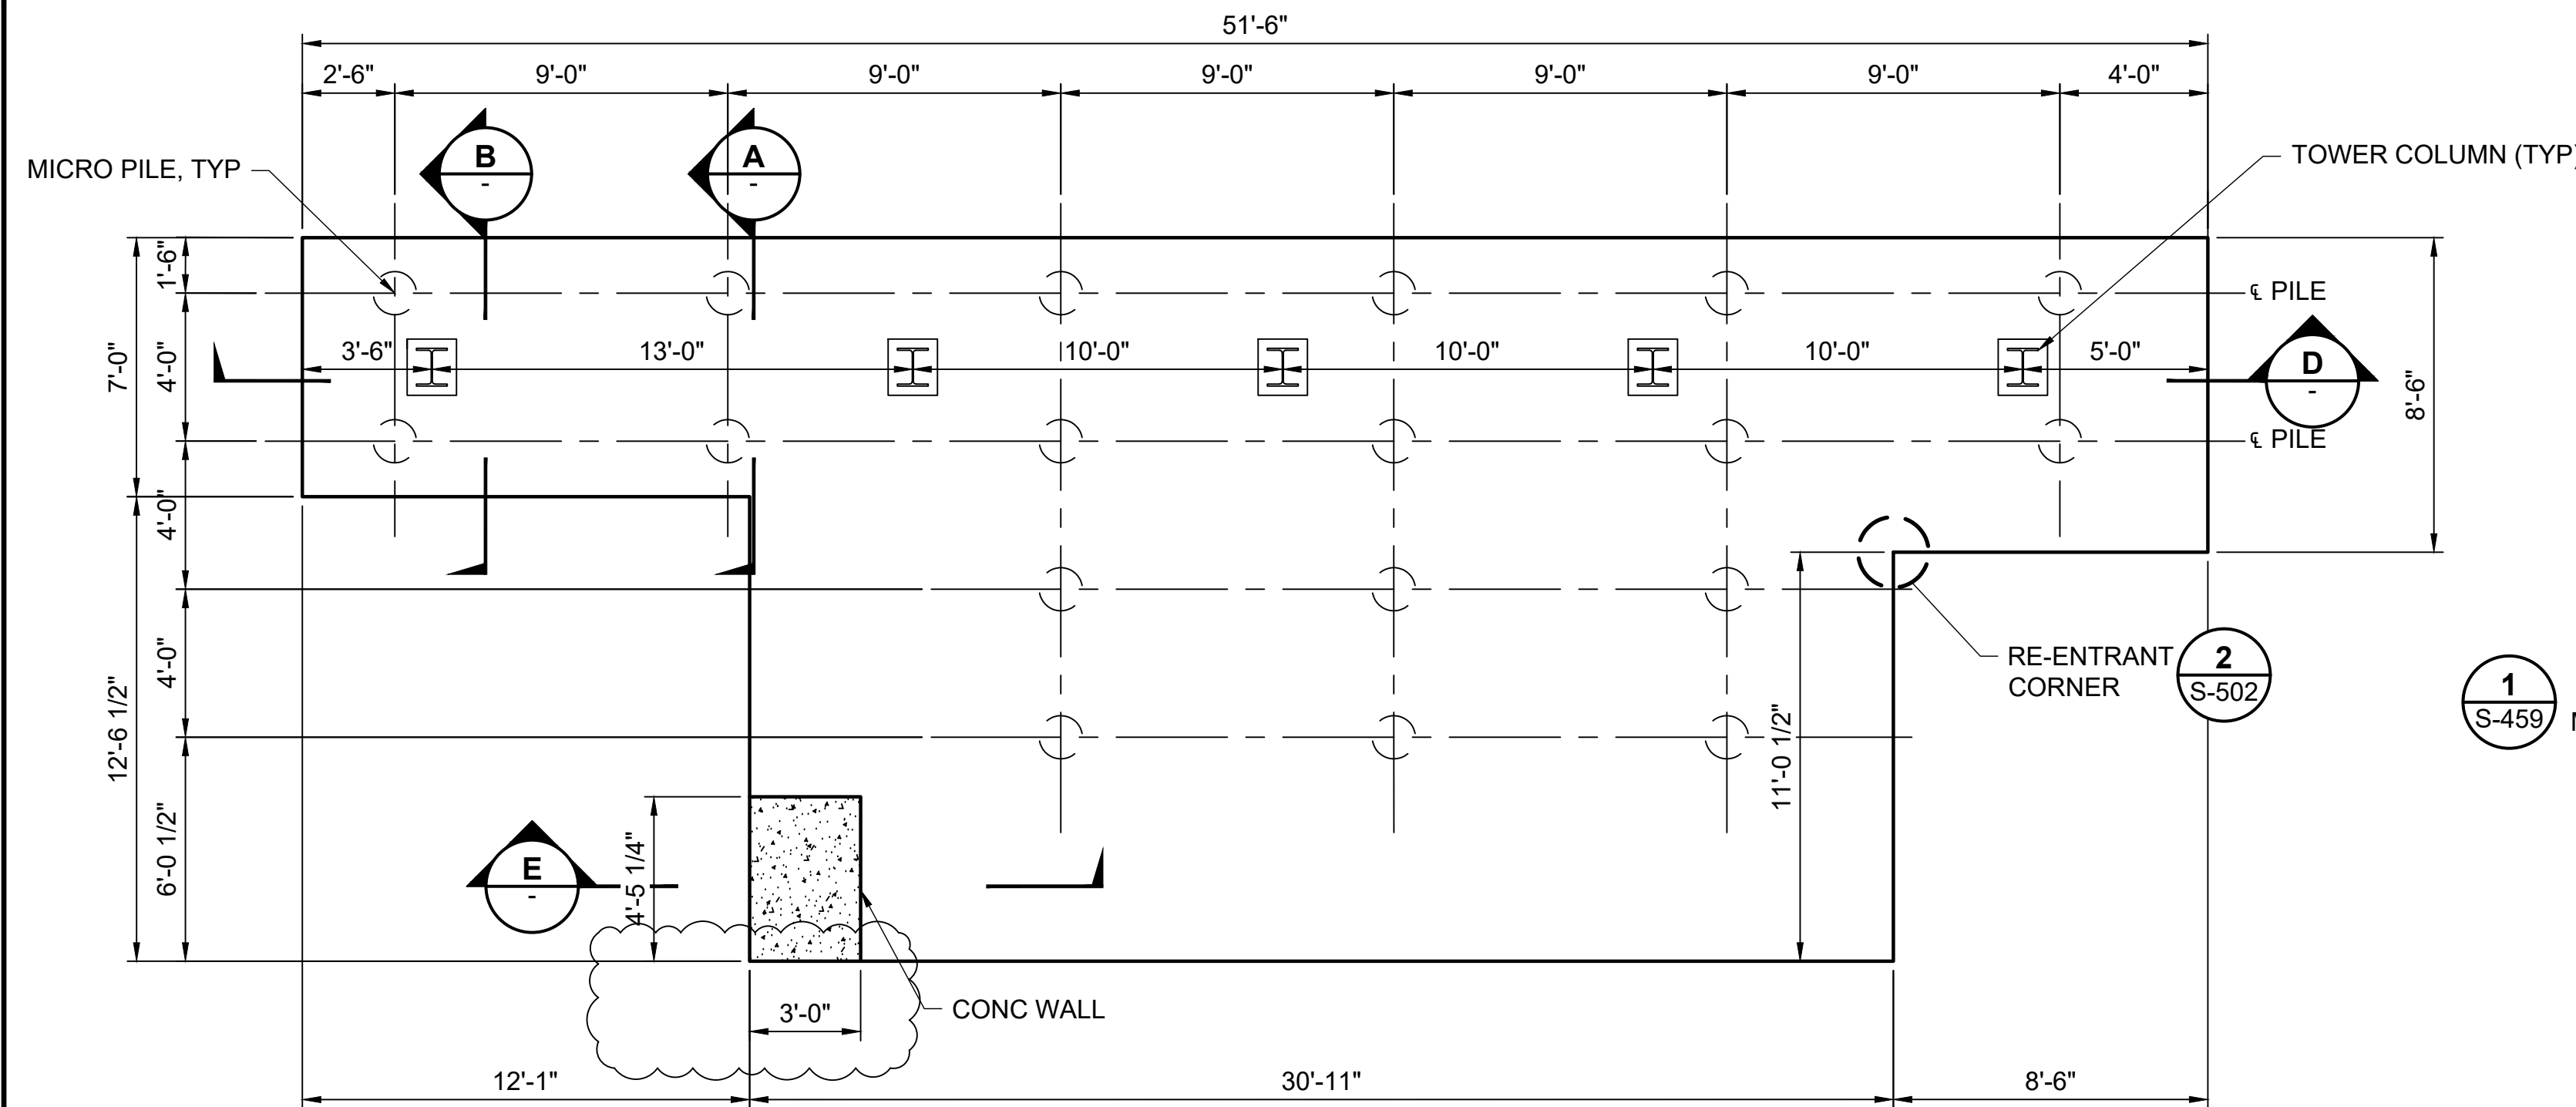 51'-6"
2'-6"
9'-0"
9'-0"
9'-0"
9'-0"
9'-0"
4'-0"
MICRO PILE, TYP
B
-
A
-
TOWER COLUMN (TYP)
1'-6"
℄ PILE
7'-0"
4'-0"
3'-6"
13'-0"
10'-0"
10'-0"
10'-0"
5'-0"
D
-
8'-6"
℄ PILE
4'-0"
RE-ENTRANT
CORNER
2
S-502
1
S-459
4'-0"
12'-6 1/2"
11'-0 1/2"
6'-0 1/2"
E
-
4'-5 1/4"
3'-0"
CONC WALL
12'-1"
30'-11"
8'-6"